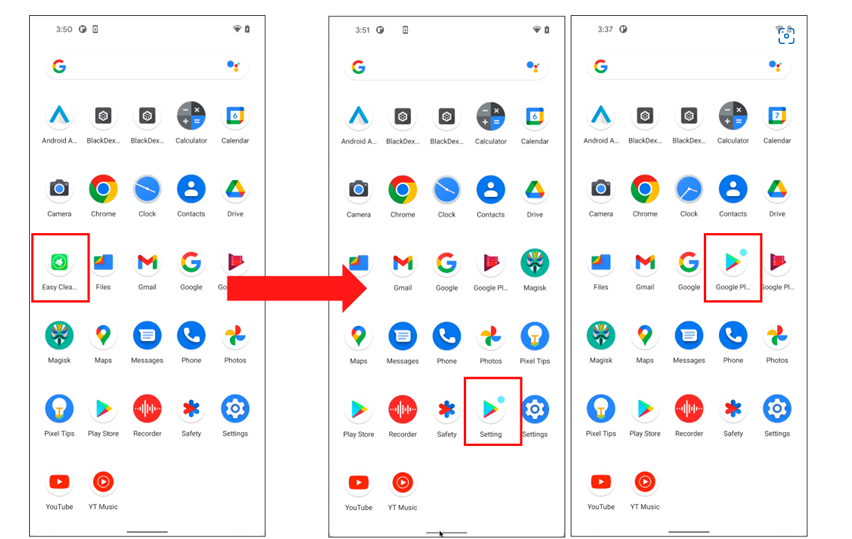 3:50
Android A...
BlackDex...
BlackDex...
Calculator
6
Calendar
Camera
Chrome
Clock
Contacts
Drive
Easy Clea...
Files
Gmail
Google
Magisk
Maps
Messages
Phone
Photos
Pixel Tips
Play Store
Recorder
Safety
Settings
YouTube
YT Music
3:51
Android A...
BlackDex...
BlackDex...
Calculator
6
Calendar
Camera
Chrome
Clock
Contacts
Drive
Gmail
Google
Google Pl...
Magisk
Maps
Messages
Phone
Photos
Pixel Tips
Play Store
Recorder
Safety
Setting
Settings
YouTube
YT Music
3:37
Android A...
BlackDex...
BlackDex...
Calculator
7
Calendar
Camera
Chrome
Clock
Contacts
Drive
Files
Gmail
Google
Google Pl...
Google Pl...
Magisk
Maps
Messages
Phone
Photos
Pixel Tips
Play Store
Recorder
Safety
Settings
YouTube
YT Music